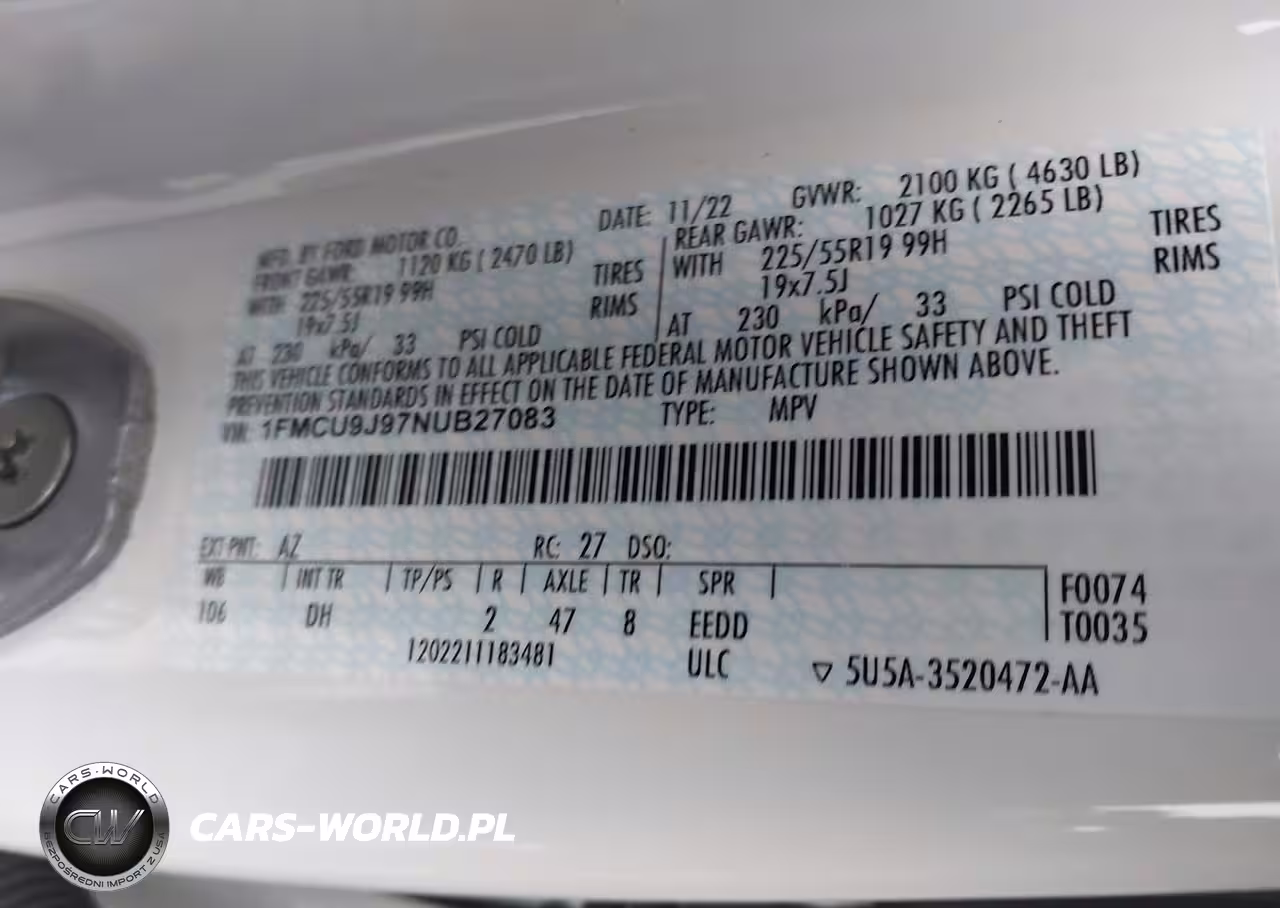 MFD. BY FORD MOTOR CO. DATE: 11/22 GVWR: 2100 KG ( 4630 LB)
FRONT GAWR: 1120 KG ( 2470 LB) REAR GAWR: 1027 KG ( 2265 LB)
WITH 225/55R19 99H TIRES WITH 225/55R19 99H TIRES
19x7.5J RIMS 19x7.5J RIMS
AT 230 kPa/ 33 PSI COLD AT 230 kPa/ 33 PSI COLD
THIS VEHICLE CONFORMS TO ALL APPLICABLE FEDERAL MOTOR VEHICLE SAFETY AND THEFT
PREVENTION STANDARDS IN EFFECT ON THE DATE OF MANUFACTURE SHOWN ABOVE.
VIN: 1FMCU9J97NUB27083 TYPE: MPV
EXT PNT: AZ RC: 27 DSO:
WB INT TR TP/PS R AXLE TR SPR F0074
106 DH 2 47 8 EEDD T0035
1202211183481 ULC ▽ 5U5A-3520472-AA
CARS-WORLD
CW
BEZPOŚREDNI IMPORT Z USA
CARS-WORLD.PL